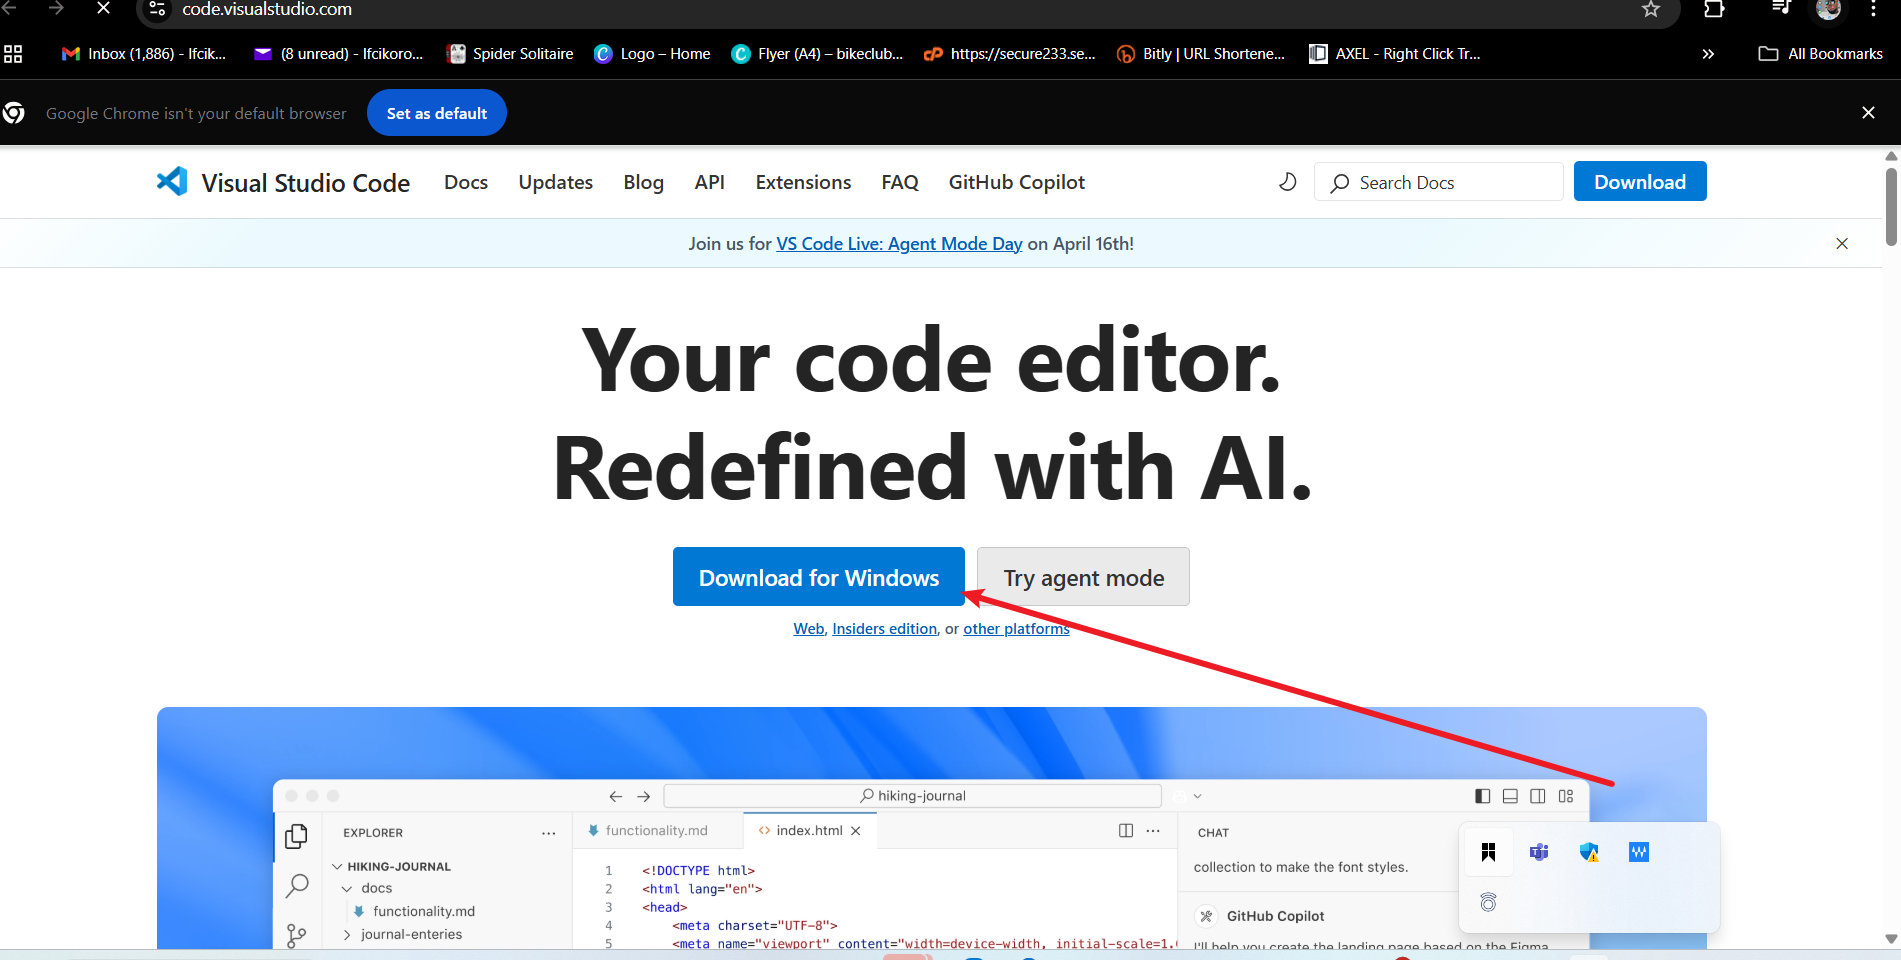 code.visualstudio.com
Inbox (1,886) - lfcik...
(8 unread) - lfcikoro...
Spider Solitaire
Logo – Home
Flyer (A4) – bikeclub...
https://secure233.se...
Bitly | URL Shortene...
AXEL - Right Click Tr...
»
All Bookmarks
Google Chrome isn't your default browser
Set as default
Visual Studio Code
Docs
Updates
Blog
API
Extensions
FAQ
GitHub Copilot
Search Docs
Download
Join us for VS Code Live: Agent Mode Day on April 16th!
Your code editor.
Redefined with AI.
Download for Windows
Try agent mode
Web, Insiders edition, or other platforms
hiking-journal
EXPLORER
functionality.md
index.html
CHAT
HIKING-JOURNAL
docs
functionality.md
journal-enteries
1 <!DOCTYPE html>
2 <html lang="en">
3 <head>
4 <meta charset="UTF-8">
5 <meta name="viewport" content="width=device-width, initial-scale=1.
collection to make the font styles.
GitHub Copilot
I'll help you create the landing page based on the Figma